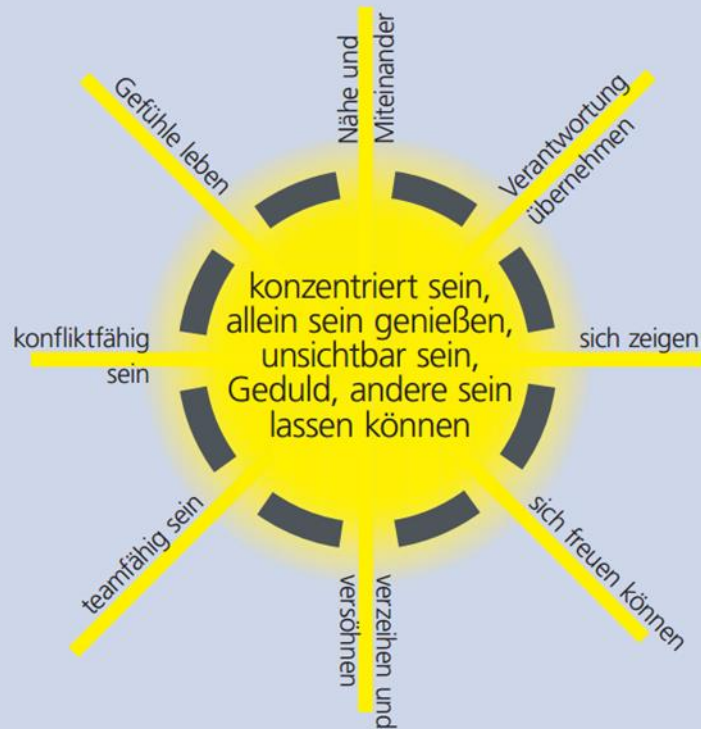 Nähe und
Miteinander
Verantwortung
übernehmen
sich zeigen
sich freuen können
verzeihen und
versöhnen
teamfähig sein
konfliktfähig
sein
Gefühle leben
konzentriert sein,
allein sein genießen,
unsichtbar sein,
Geduld, andere sein
lassen können